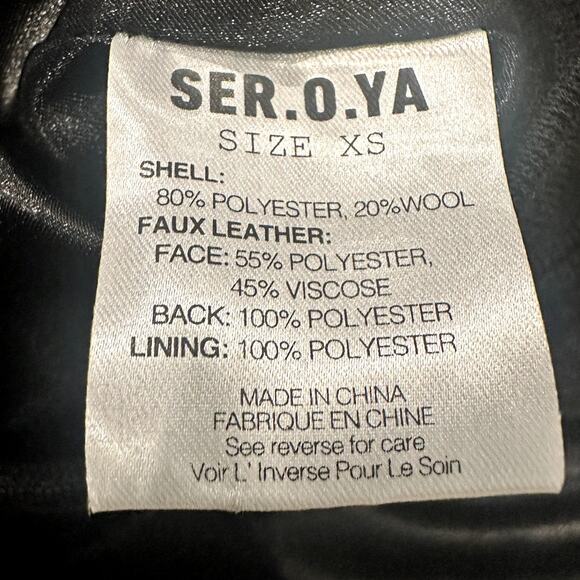 SER.O.YA
SIZE XS
SHELL:
80% POLYESTER, 20%WOOL
FAUX LEATHER:
FACE: 55% POLYESTER,
45% VISCOSE
BACK: 100% POLYESTER
LINING: 100% POLYESTER
MADE IN CHINA
FABRIQUE EN CHINE
See reverse for care
Voir L' Inverse Pour Le Soin